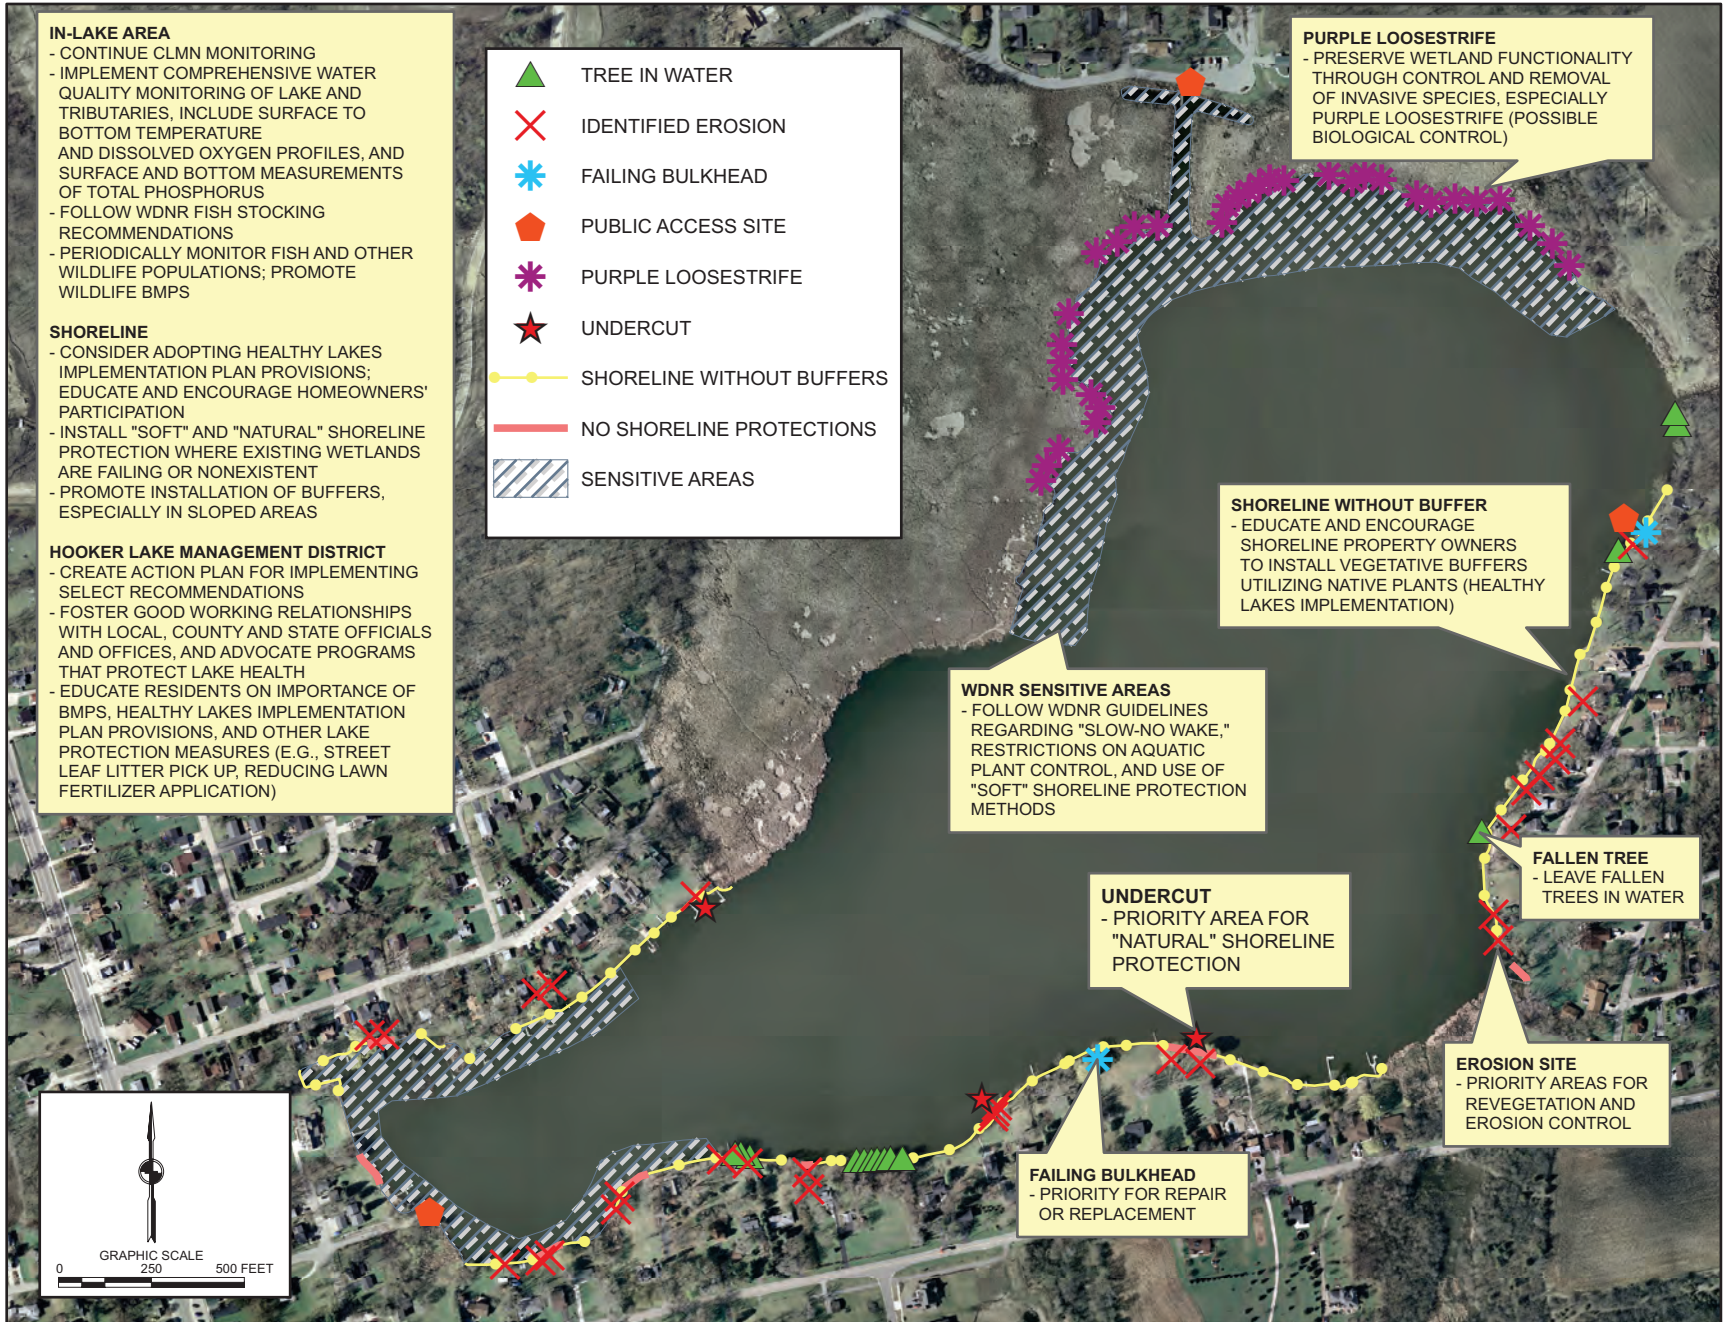 IN-LAKE AREA
- CONTINUE CLMN MONITORING
- IMPLEMENT COMPREHENSIVE WATER
QUALITY MONITORING OF LAKE AND
TRIBUTARIES, INCLUDE SURFACE TO
BOTTOM TEMPERATURE
AND DISSOLVED OXYGEN PROFILES, AND
SURFACE AND BOTTOM MEASUREMENTS
OF TOTAL PHOSPHORUS
- FOLLOW WDNR FISH STOCKING
RECOMMENDATIONS
- PERIODICALLY MONITOR FISH AND OTHER
WILDLIFE POPULATIONS; PROMOTE
WILDLIFE BMPS
SHORELINE
- CONSIDER ADOPTING HEALTHY LAKES
IMPLEMENTATION PLAN PROVISIONS;
EDUCATE AND ENCOURAGE HOMEOWNERS'
PARTICIPATION
- INSTALL "SOFT" AND "NATURAL" SHORELINE
PROTECTION WHERE EXISTING WETLANDS
ARE FAILING OR NONEXISTENT
- PROMOTE INSTALLATION OF BUFFERS,
ESPECIALLY IN SLOPED AREAS
HOOKER LAKE MANAGEMENT DISTRICT
- CREATE ACTION PLAN FOR IMPLEMENTING
SELECT RECOMMENDATIONS
- FOSTER GOOD WORKING RELATIONSHIPS
WITH LOCAL, COUNTY AND STATE OFFICIALS
AND OFFICES, AND ADVOCATE PROGRAMS
THAT PROTECT LAKE HEALTH
- EDUCATE RESIDENTS ON IMPORTANCE OF
BMPS, HEALTHY LAKES IMPLEMENTATION
PLAN PROVISIONS, AND OTHER LAKE
PROTECTION MEASURES (E.G., STREET
LEAF LITTER PICK UP, REDUCING LAWN
FERTILIZER APPLICATION)
TREE IN WATER
IDENTIFIED EROSION
FAILING BULKHEAD
PUBLIC ACCESS SITE
PURPLE LOOSESTRIFE
UNDERCUT
SHORELINE WITHOUT BUFFERS
NO SHORELINE PROTECTIONS
SENSITIVE AREAS
PURPLE LOOSESTRIFE
- PRESERVE WETLAND FUNCTIONALITY
THROUGH CONTROL AND REMOVAL
OF INVASIVE SPECIES, ESPECIALLY
PURPLE LOOSESTRIFE (POSSIBLE
BIOLOGICAL CONTROL)
SHORELINE WITHOUT BUFFER
- EDUCATE AND ENCOURAGE
SHORELINE PROPERTY OWNERS
TO INSTALL VEGETATIVE BUFFERS
UTILIZING NATIVE PLANTS (HEALTHY
LAKES IMPLEMENTATION)
WDNR SENSITIVE AREAS
- FOLLOW WDNR GUIDELINES
REGARDING "SLOW-NO WAKE,"
RESTRICTIONS ON AQUATIC
PLANT CONTROL, AND USE OF
"SOFT" SHORELINE PROTECTION
METHODS
FALLEN TREE
- LEAVE FALLEN
TREES IN WATER
UNDERCUT
- PRIORITY AREA FOR
"NATURAL" SHORELINE
PROTECTION
EROSION SITE
- PRIORITY AREAS FOR
REVEGETATION AND
EROSION CONTROL
FAILING BULKHEAD
- PRIORITY FOR REPAIR
OR REPLACEMENT
GRAPHIC SCALE
0 250 500 FEET